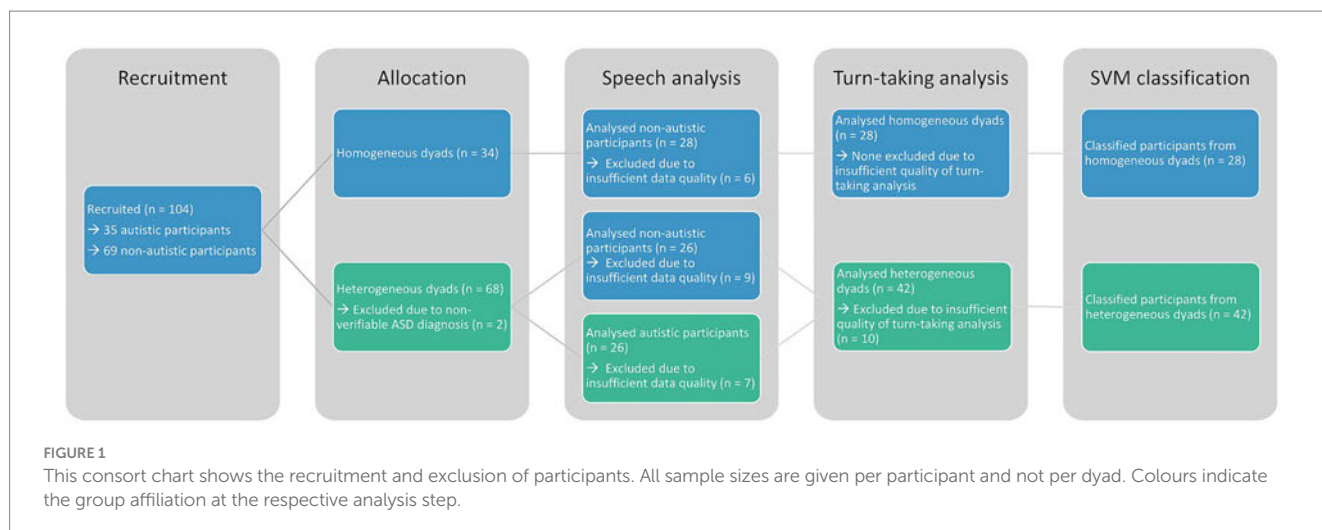 Recruitment
Recruited (n = 104)
→ 35 autistic participants
→ 69 non-autistic participants
Allocation
Homogeneous dyads (n = 34)
Heterogeneous dyads (n = 68)
→ Excluded due to non-
verifiable ASD diagnosis (n = 2)
Speech analysis
Analysed non-autistic
participants (n = 28)
→ Excluded due to
insufficient data quality (n = 6)
Analysed non-autistic
participants (n = 26)
→ Excluded due to
insufficient data quality (n = 9)
Analysed autistic participants
(n = 26)
→ Excluded due to
insufficient data quality (n = 7)
Turn-taking analysis
Analysed homogeneous dyads
(n = 28)
→ None excluded due to
insufficient quality of turn-
taking analysis
Analysed heterogeneous
dyads (n = 42)
→ Excluded due to insufficient
quality of turn-taking analysis
(n = 10)
SVM classification
Classified participants from
homogeneous dyads (n = 28)
Classified participants from
heterogeneous dyads (n = 42)
FIGURE 1
This consort chart shows the recruitment and exclusion of participants. All sample sizes are given per participant and not per dyad. Colours indicate
the group affiliation at the respective analysis step.